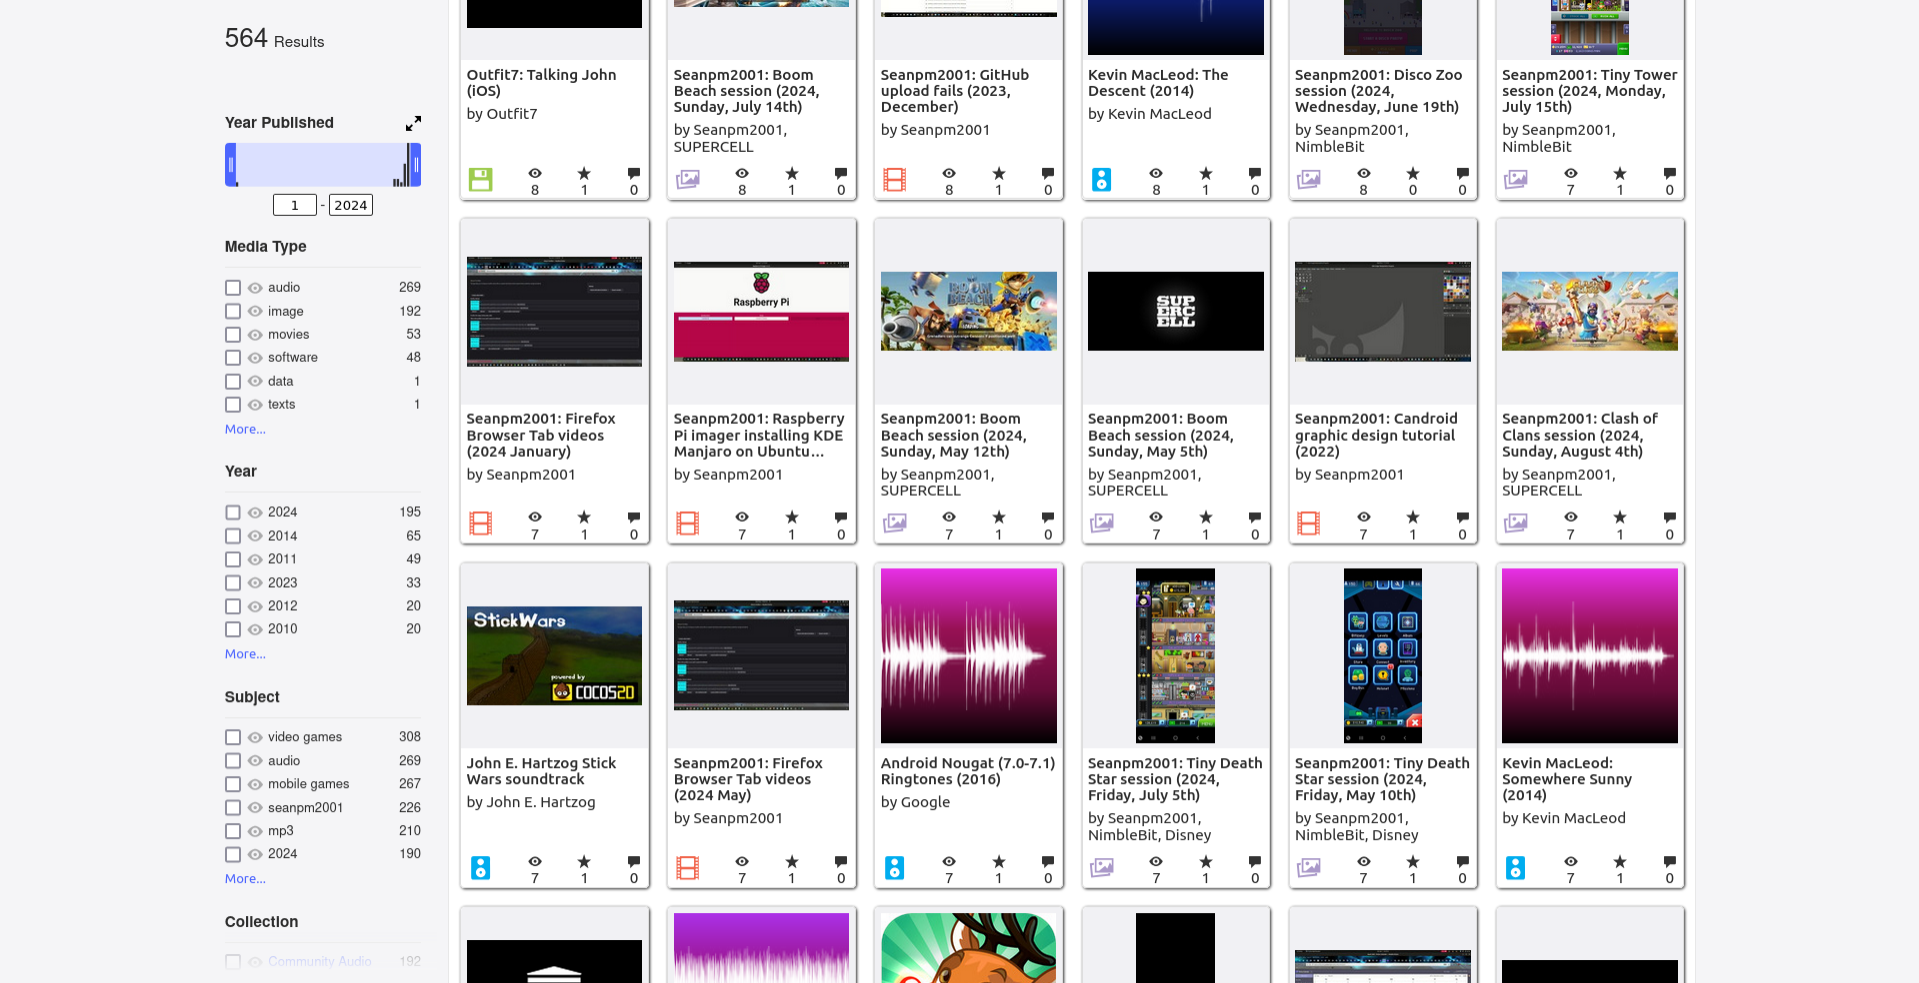 564 Results
Year Published
1 - 2024
Media Type
audio 269
image 192
movies 53
software 48
data 1
texts 1
More...
Year
2024 195
2014 65
2011 49
2023 33
2012 20
2010 20
More...
Subject
video games 308
audio 269
mobile games 267
seanpm2001 226
mp3 210
2024 190
More...
Collection
Community Audio 192
Outfit7: Talking John
(iOS)
by Outfit7
8 1 0
Seanpm2001: Boom
Beach session (2024,
Sunday, July 14th)
by Seanpm2001,
SUPERCELL
8 1 0
Seanpm2001: GitHub
upload fails (2023,
December)
by Seanpm2001
8 1 0
Kevin MacLeod: The
Descent (2014)
by Kevin MacLeod
8 1 0
Seanpm2001: Disco Zoo
session (2024,
Wednesday, June 19th)
by Seanpm2001,
NimbleBit
8 0 0
Seanpm2001: Tiny Tower
session (2024, Monday,
July 15th)
by Seanpm2001,
NimbleBit
7 1 0
Seanpm2001: Firefox
Browser Tab videos
(2024 January)
by Seanpm2001
7 1 0
Raspberry Pi
Seanpm2001: Raspberry
Pi imager installing KDE
Manjaro on Ubuntu...
by Seanpm2001
7 1 0
BOOM
BEACH
Seanpm2001: Boom
Beach session (2024,
Sunday, May 12th)
by Seanpm2001,
SUPERCELL
7 1 0
SUP
ERC
ELL
Seanpm2001: Boom
Beach session (2024,
Sunday, May 5th)
by Seanpm2001,
SUPERCELL
7 1 0
Seanpm2001: Candroid
graphic design tutorial
(2022)
by Seanpm2001
7 1 0
Seanpm2001: Clash of
Clans session (2024,
Sunday, August 4th)
by Seanpm2001,
SUPERCELL
7 1 0
StickWars
powered by
COCOS2D
John E. Hartzog Stick
Wars soundtrack
by John E. Hartzog
7 1 0
Seanpm2001: Firefox
Browser Tab videos
(2024 May)
by Seanpm2001
7 1 0
Android Nougat (7.0-7.1)
Ringtones (2016)
by Google
7 1 0
Seanpm2001: Tiny Death
Star session (2024,
Friday, July 5th)
by Seanpm2001,
NimbleBit, Disney
7 1 0
Seanpm2001: Tiny Death
Star session (2024,
Friday, May 10th)
by Seanpm2001,
NimbleBit, Disney
7 1 0
Kevin MacLeod:
Somewhere Sunny
(2014)
by Kevin MacLeod
7 1 0